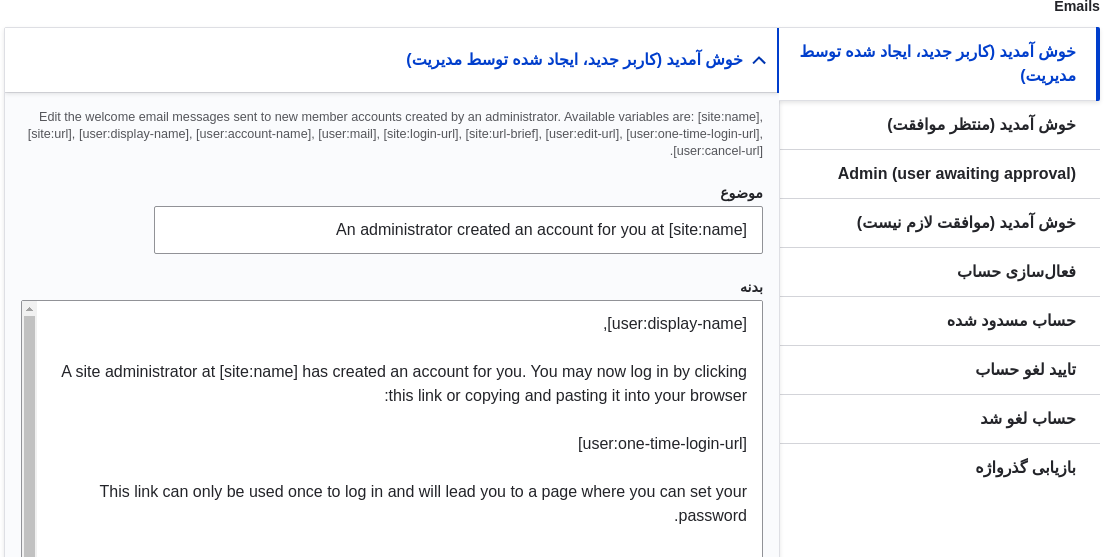 Emails
خوش آمدید (کاربر جدید، ایجاد شده توسط
مدیریت)
خوش آمدید (منتظر موافقت)
Admin (user awaiting approval)
خوش آمدید (موافقت لازم نیست)
فعال‌سازی حساب
حساب مسدود شده
تایید لغو حساب
حساب لغو شد
بازیابی گذرواژه
خوش آمدید (کاربر جدید، ایجاد شده توسط مدیریت)
Edit the welcome email messages sent to new member accounts created by an administrator. Available variables are: [site:name],
[site:url], [user:display-name], [user:account-name], [user:mail], [site:login-url], [site:url-brief], [user:edit-url], [user:one-time-login-url],
[user:cancel-url].
موضوع
An administrator created an account for you at [site:name]
بدنه
[user:display-name],
A site administrator at [site:name] has created an account for you. You may now log in by clicking
this link or copying and pasting it into your browser:
[user:one-time-login-url]
This link can only be used once to log in and will lead you to a page where you can set your
password.